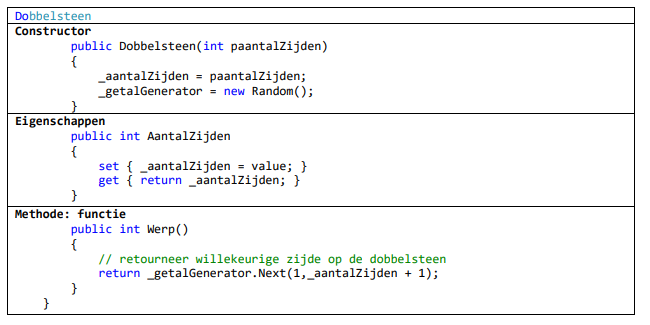 Dobbelsteen
Constructor
public Dobbelsteen(int paantalZijden)
{
_aantalZijden = paantalZijden;
_getalGenerator = new Random();
}
Eigenschappen
public int AantalZijden
{
set { _aantalZijden = value; }
get { return _aantalZijden; }
}
Methode: functie
public int Werp()
{
// retourneer willekeurige zijde op de dobbelsteen
return _getalGenerator.Next(1,_aantalZijden + 1);
}
}